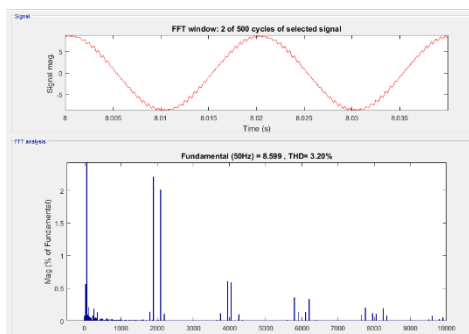 Signal
FFT window: 2 of 500 cycles of selected signal
Signal mag.
5
0
-5
8 8.005 8.01 8.015 8.02 8.025 8.03 8.035
Time (s)
FFT analysis
Fundamental (50Hz) = 8.599 , THD= 3.20%
Mag (% of Fundamental)
2
1.5
1
0.5
0
0 1000 2000 3000 4000 5000 6000 7000 8000 9000 10000